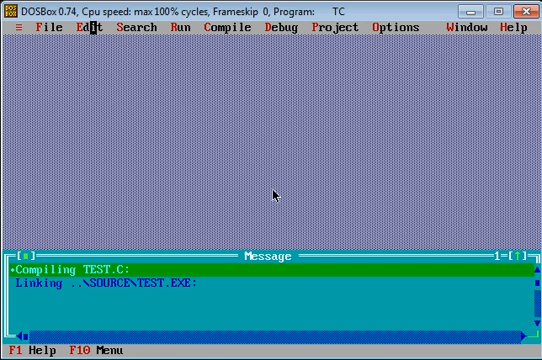 DOSBox 0.74, Cpu speed: max 100% cycles, Frameskip 0, Program: TC
≡ File Edit Search Run Compile Debug Project Options Window Help
[■] Message 1=[↑]
•Compiling TEST.C:
Linking ..\SOURCE\TEST.EXE:
F1 Help F10 Menu